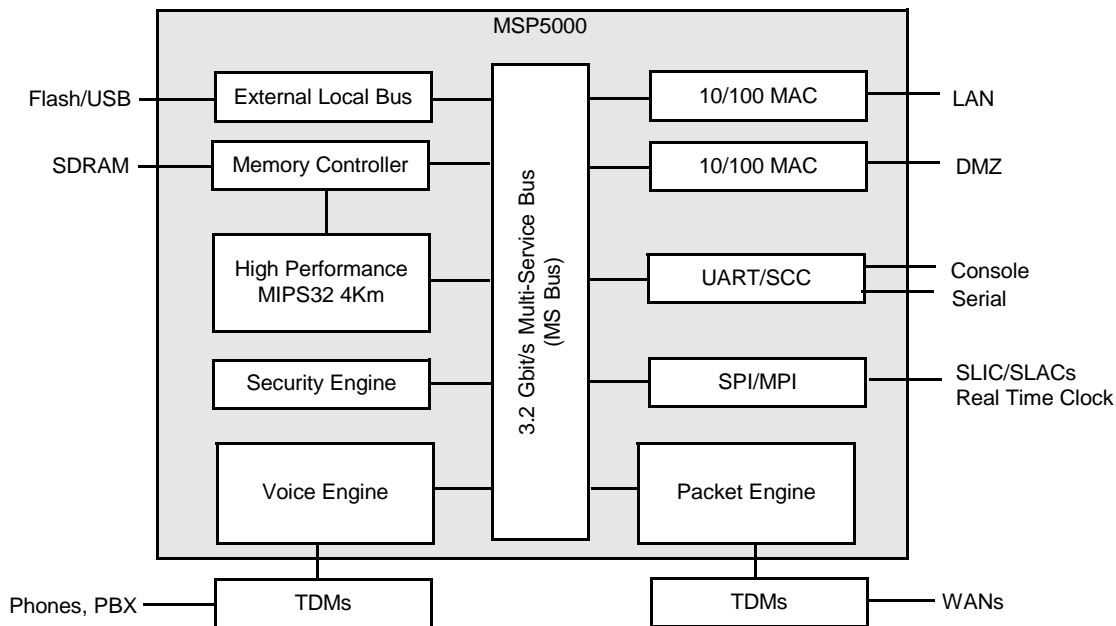 MSP5000
Flash/USB
External Local Bus
10/100 MAC
LAN
SDRAM
Memory Controller
10/100 MAC
DMZ
3.2 Gbit/s Multi-Service Bus
(MS Bus)
High Performance
MIPS32 4Km
UART/SCC
Console
Serial
Security Engine
SPI/MPI
SLIC/SLACs
Real Time Clock
Voice Engine
Packet Engine
Phones, PBX
TDMs
TDMs
WANs